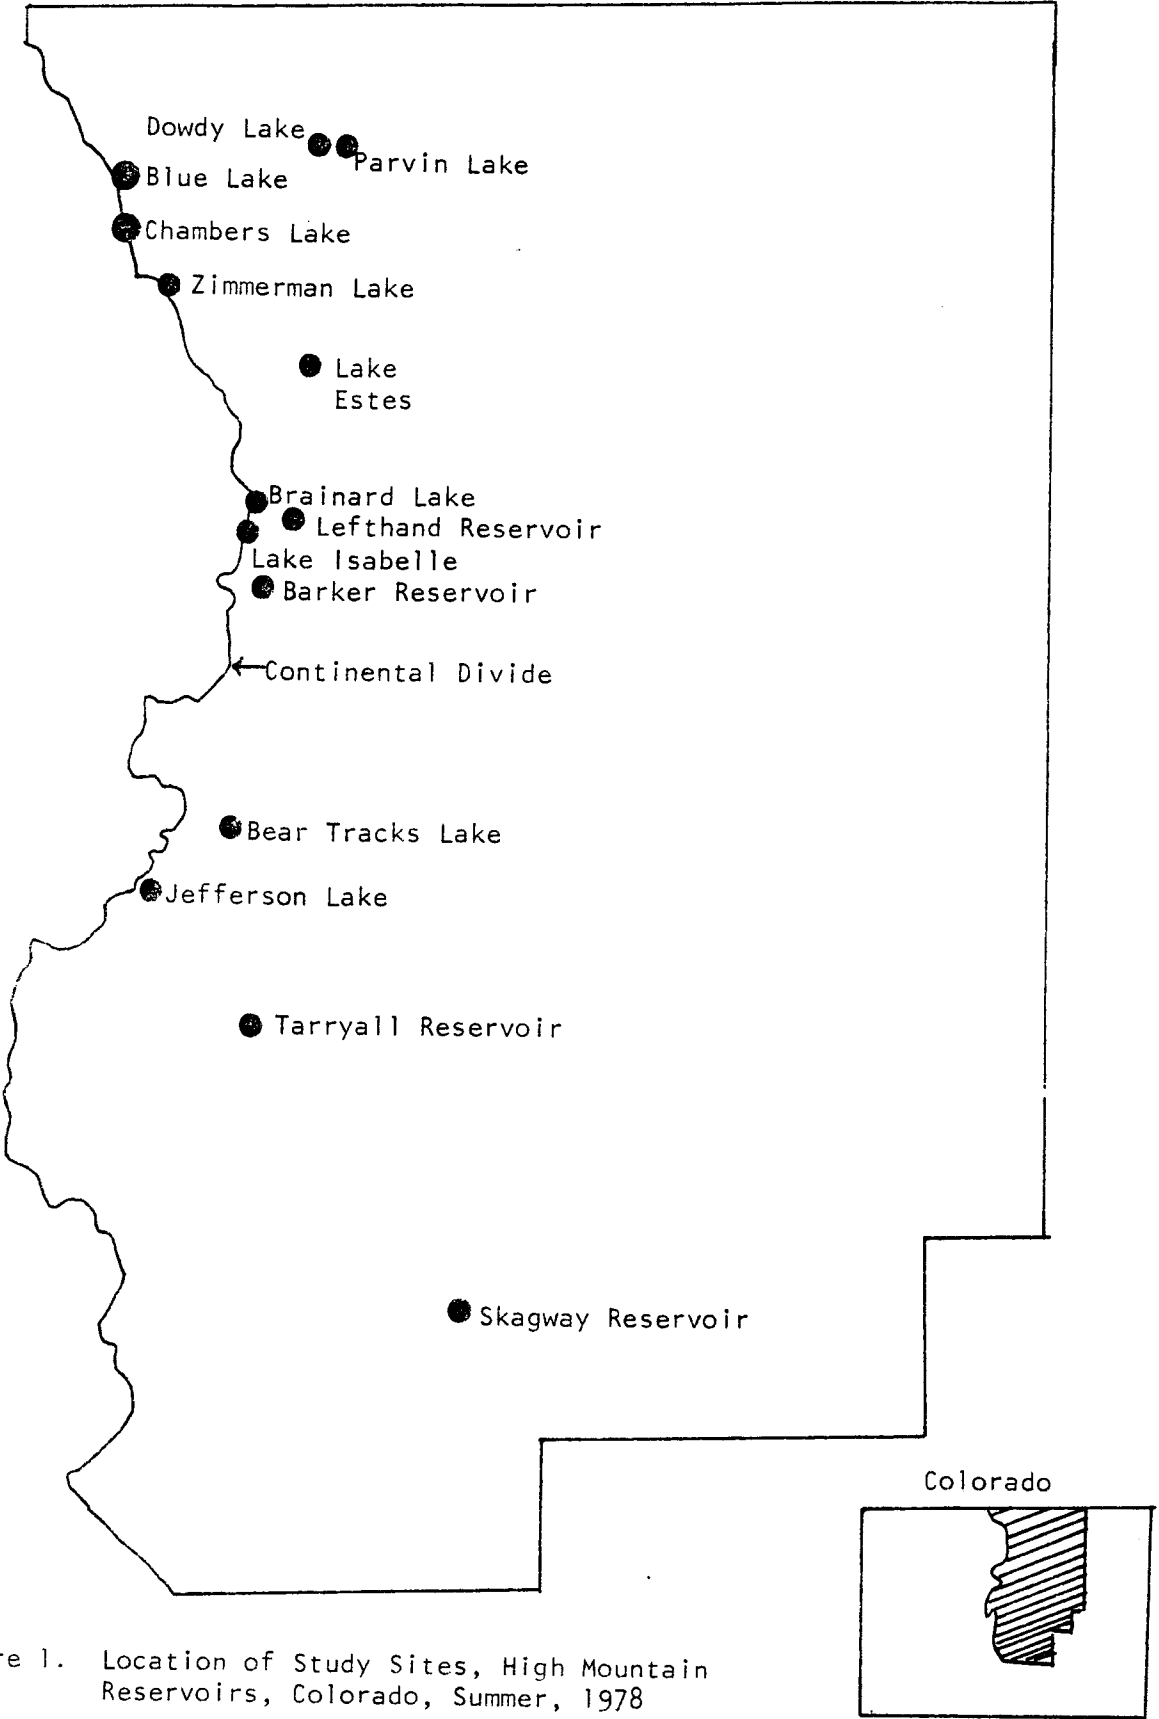 Dowdy Lake
Parvin Lake
Blue Lake
Chambers Lake
Zimmerman Lake
Lake
Estes
Brainard Lake
Lefthand Reservoir
Lake Isabelle
Barker Reservoir
Continental Divide
Bear Tracks Lake
Jefferson Lake
Tarryall Reservoir
Skagway Reservoir
Colorado
re 1. Location of Study Sites, High Mountain
Reservoirs, Colorado, Summer, 1978